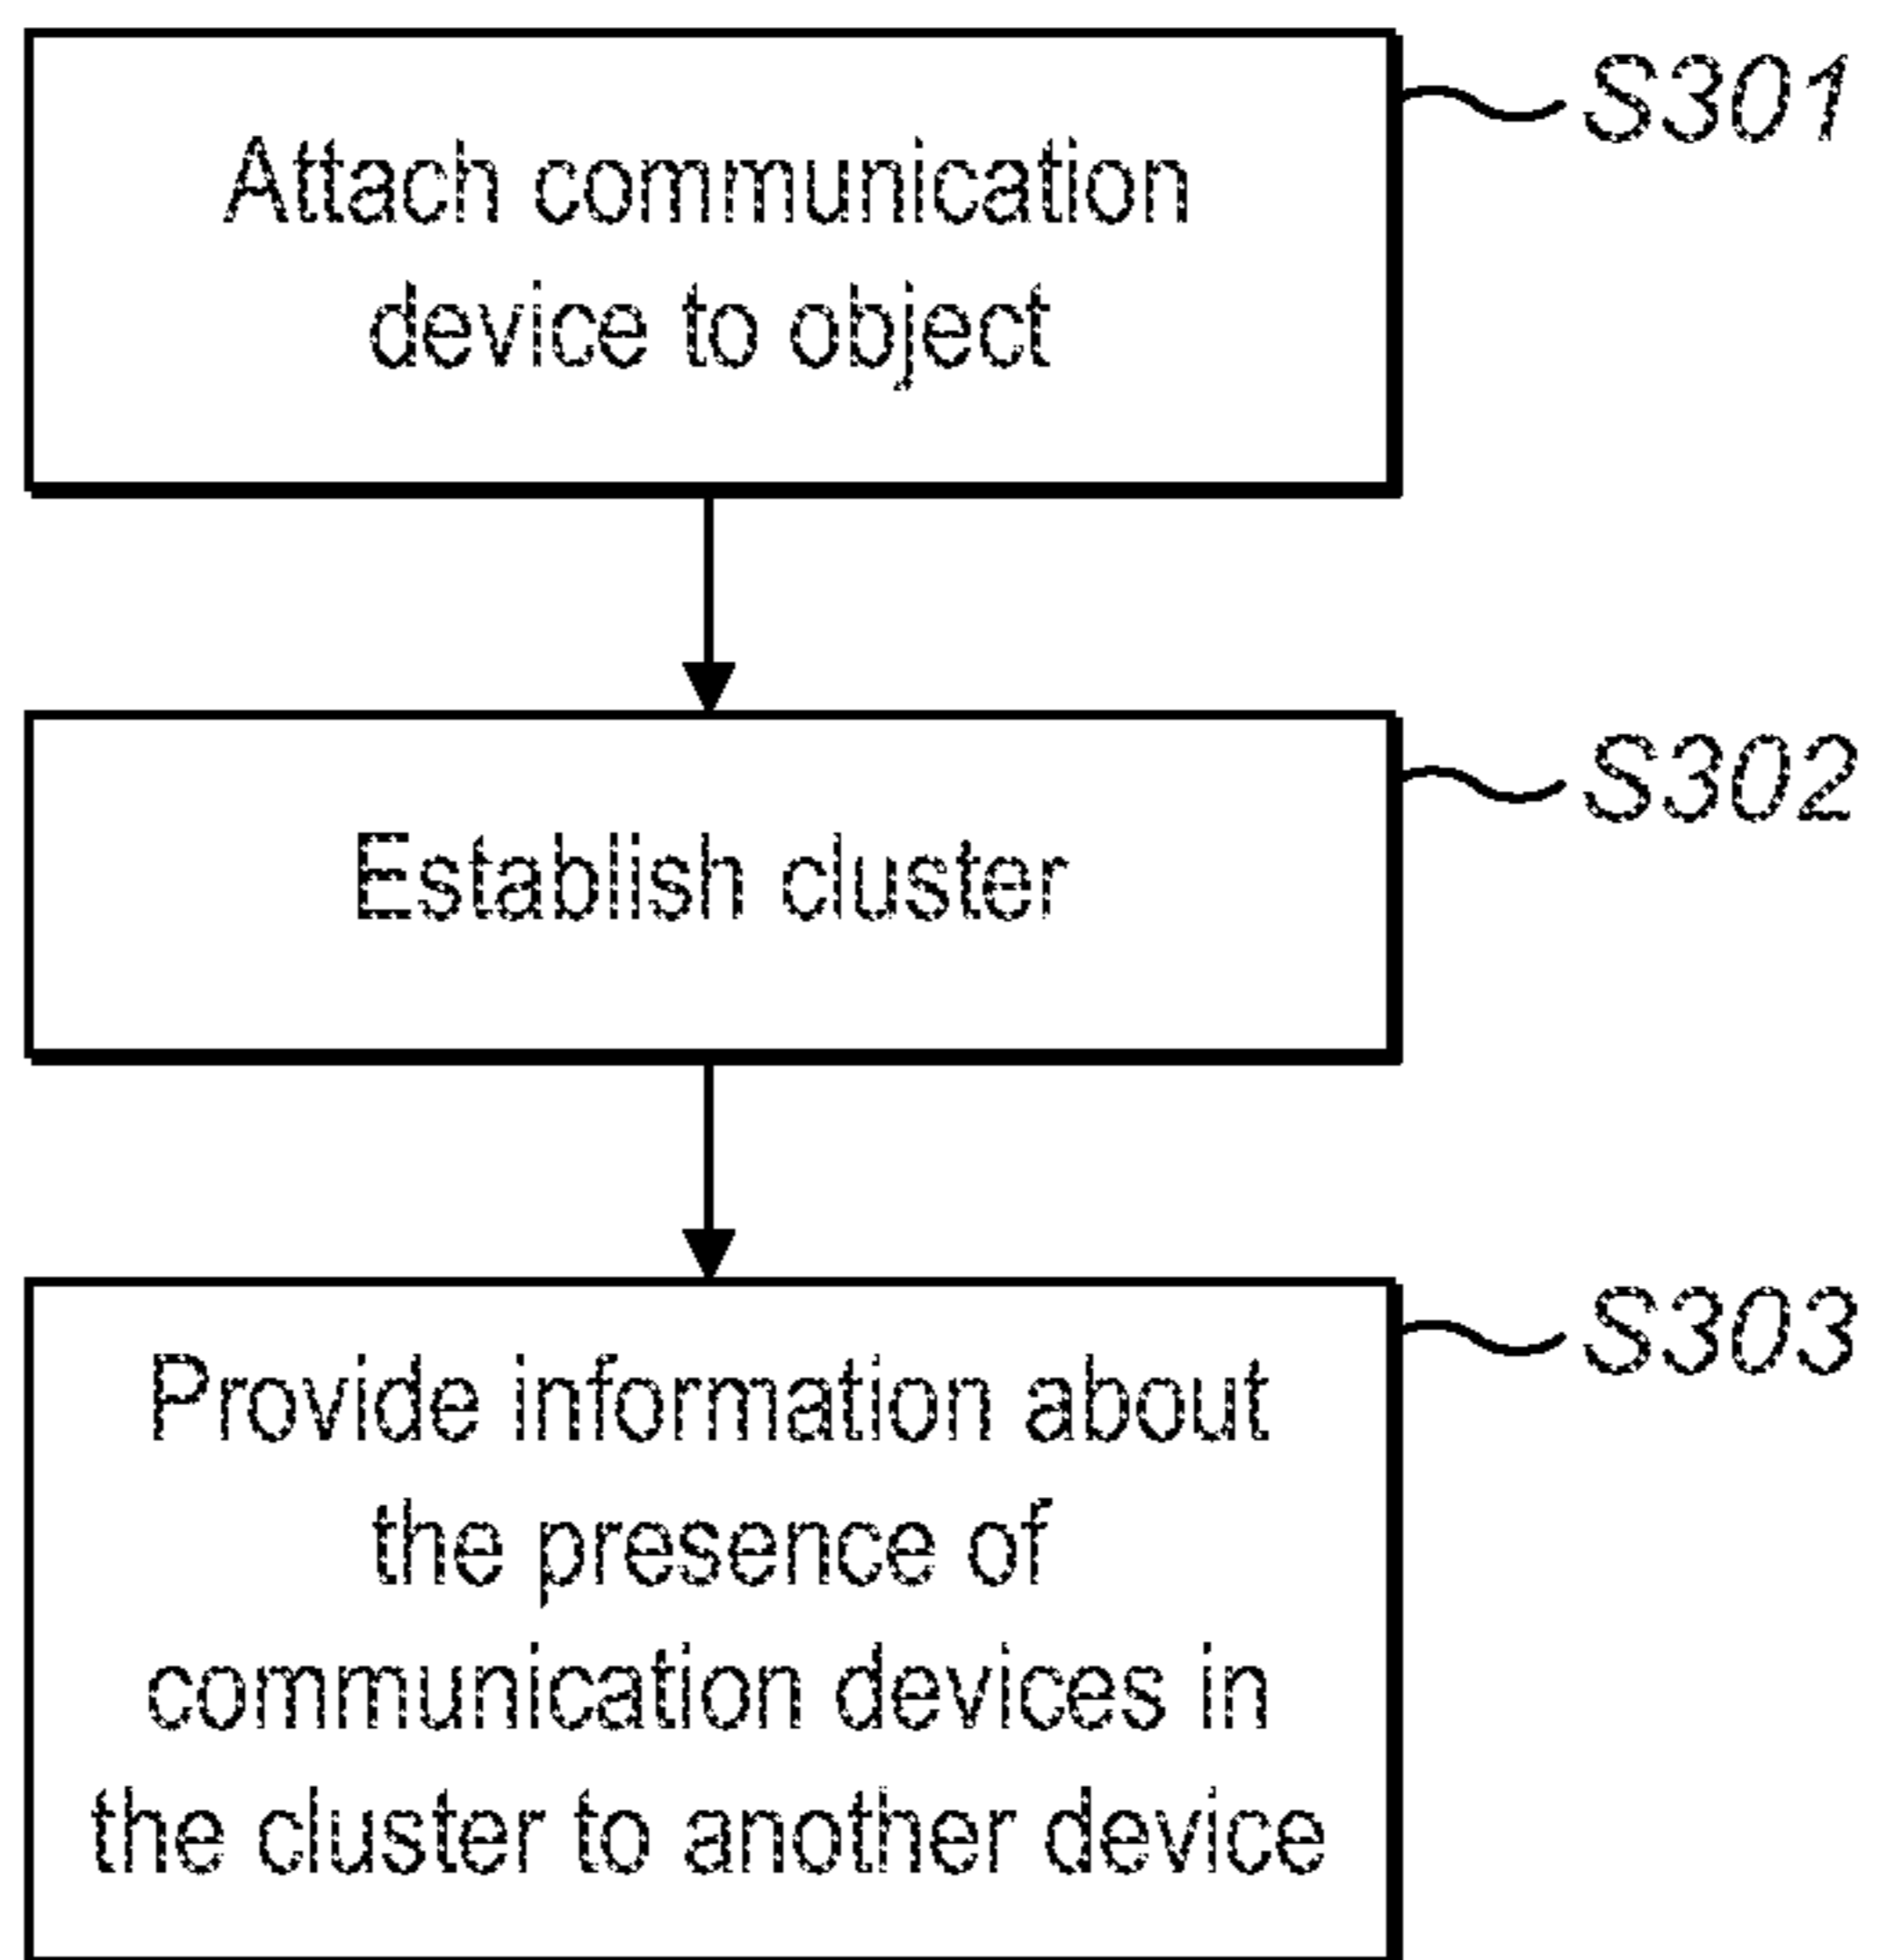 Attach communication
device to object
S301
Establish cluster
S302
Provide information about
the presence of
communication devices in
the cluster to another device
S303